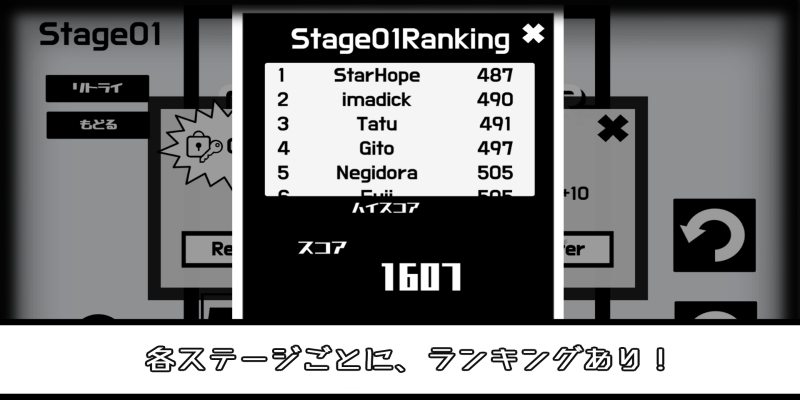 Stage01
リトライ
もどる
Stage01Ranking
1 StarHope 487
2 imadick 490
3 Tatu 491
4 Gito 497
5 Negidora 505
ハイスコア
スコア
1607
+10
Re
er
各ステージごとに、ランキングあり！